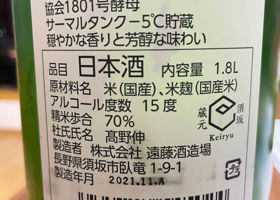 協会1801号酵母
サーマルタンク－5℃貯蔵
穏やかな香りと芳醇な味わい
品目 日本酒 内容量 1.8L
原材料名 米(国産)、米麹(国産米)
アルコール度数 15度
精米歩合 70%
杜氏氏名 髙野伸
製造者 株式会社 遠藤酒造場
長野県須坂市臥竜1-9-1
製造年月 2021.11.A
蔵元 須坂
Keiryu
プラ